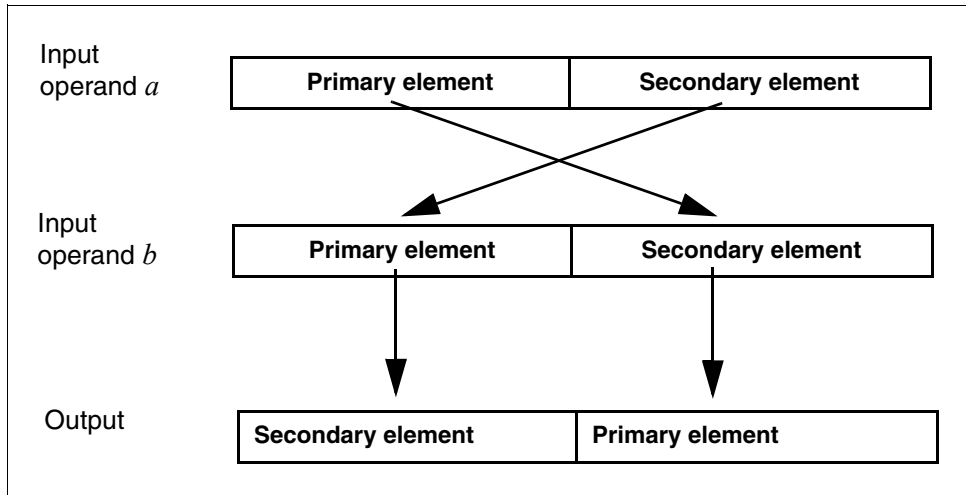 Input
operand a
Primary element Secondary element
Input
operand b
Primary element Secondary element
Output
Secondary element Primary element